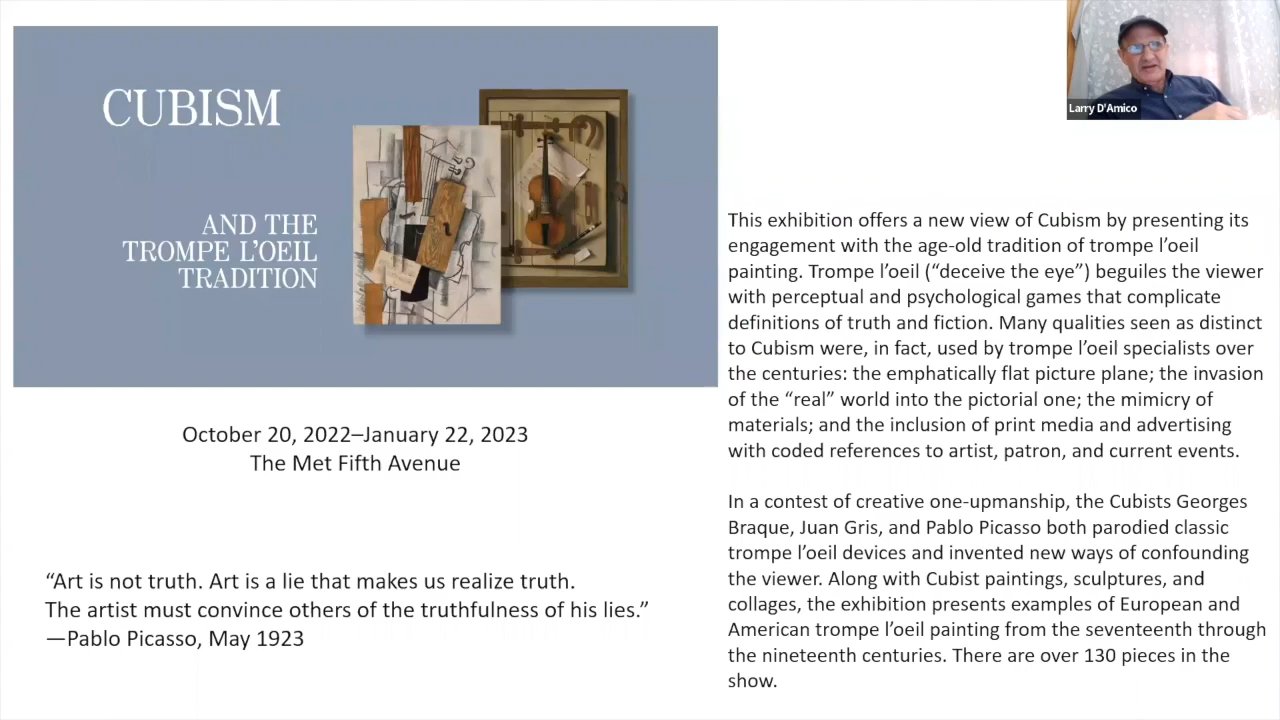 CUBISM
AND THE
TROMPE L’OEIL
TRADITION
October 20, 2022–January 22, 2023
The Met Fifth Avenue
“Art is not truth. Art is a lie that makes us realize truth.
The artist must convince others of the truthfulness of his lies.”
—Pablo Picasso, May 1923
Larry D'Amico
This exhibition offers a new view of Cubism by presenting its
engagement with the age-old tradition of trompe l’oeil
painting. Trompe l’oeil (“deceive the eye”) beguiles the viewer
with perceptual and psychological games that complicate
definitions of truth and fiction. Many qualities seen as distinct
to Cubism were, in fact, used by trompe l’oeil specialists over
the centuries: the emphatically flat picture plane; the invasion
of the “real” world into the pictorial one; the mimicry of
materials; and the inclusion of print media and advertising
with coded references to artist, patron, and current events.
In a contest of creative one-upmanship, the Cubists Georges
Braque, Juan Gris, and Pablo Picasso both parodied classic
trompe l’oeil devices and invented new ways of confounding
the viewer. Along with Cubist paintings, sculptures, and
collages, the exhibition presents examples of European and
American trompe l’oeil painting from the seventeenth through
the nineteenth centuries. There are over 130 pieces in the
show.